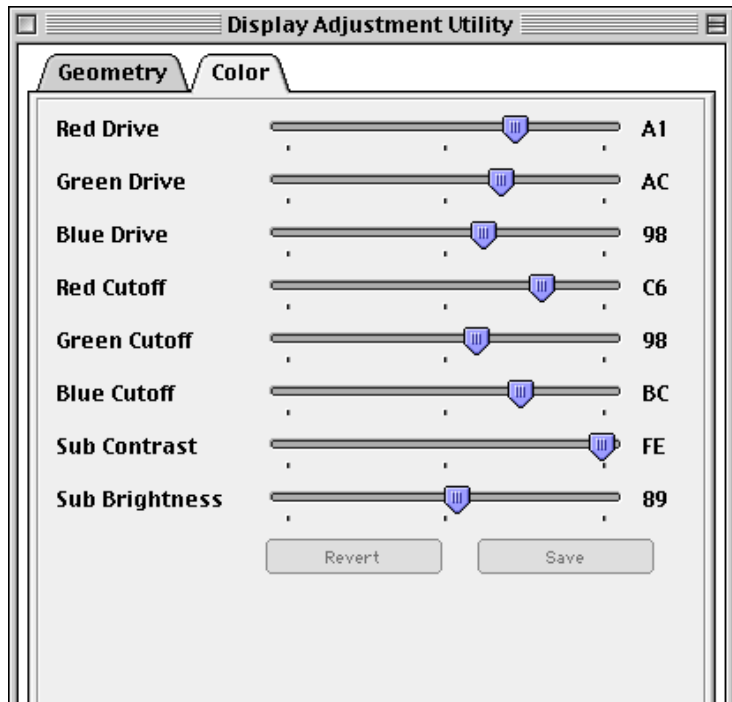 Display Adjustment Utility
Geometry Color
Red Drive A1
Green Drive AC
Blue Drive 98
Red Cutoff C6
Green Cutoff 98
Blue Cutoff BC
Sub Contrast FE
Sub Brightness 89
Revert Save